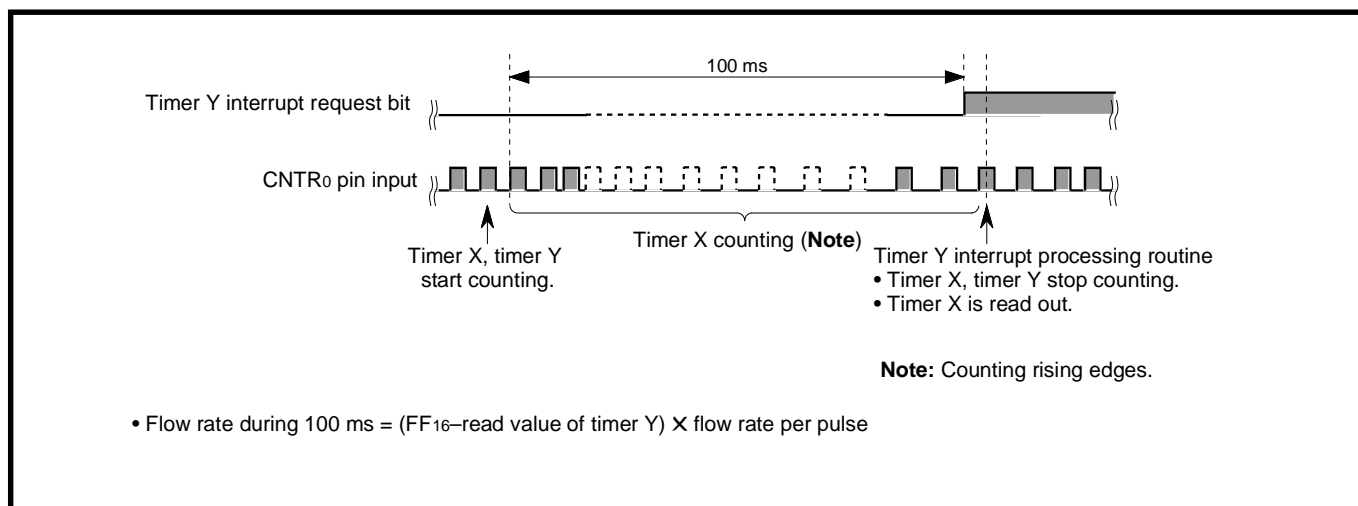 100 ms
Timer Y interrupt request bit
CNTR0 pin input
Timer X counting (Note)
Timer X, timer Y
start counting.
Timer Y interrupt processing routine
• Timer X, timer Y stop counting.
• Timer X is read out.
Note: Counting rising edges.
• Flow rate during 100 ms = (FF16–read value of timer Y) ✕ flow rate per pulse